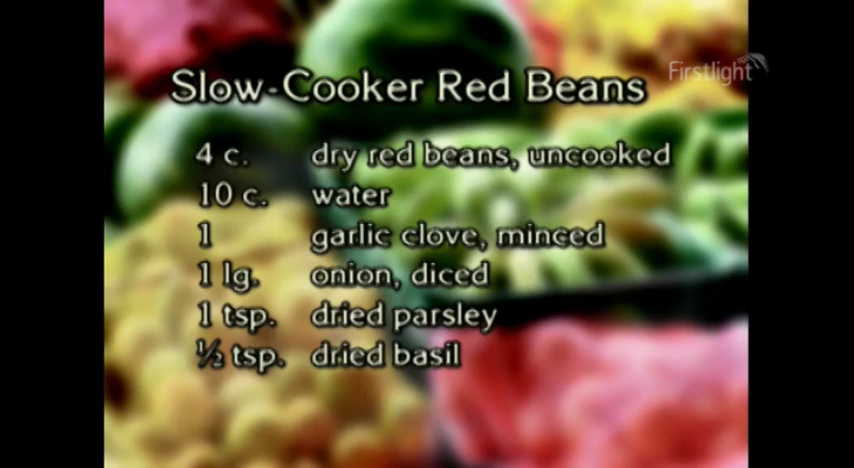 Firstlight
Slow-Cooker Red Beans
4 c. dry red beans, uncooked
10 c. water
1 garlic clove, minced
1 lg. onion, diced
1 tsp. dried parsley
½ tsp. dried basil